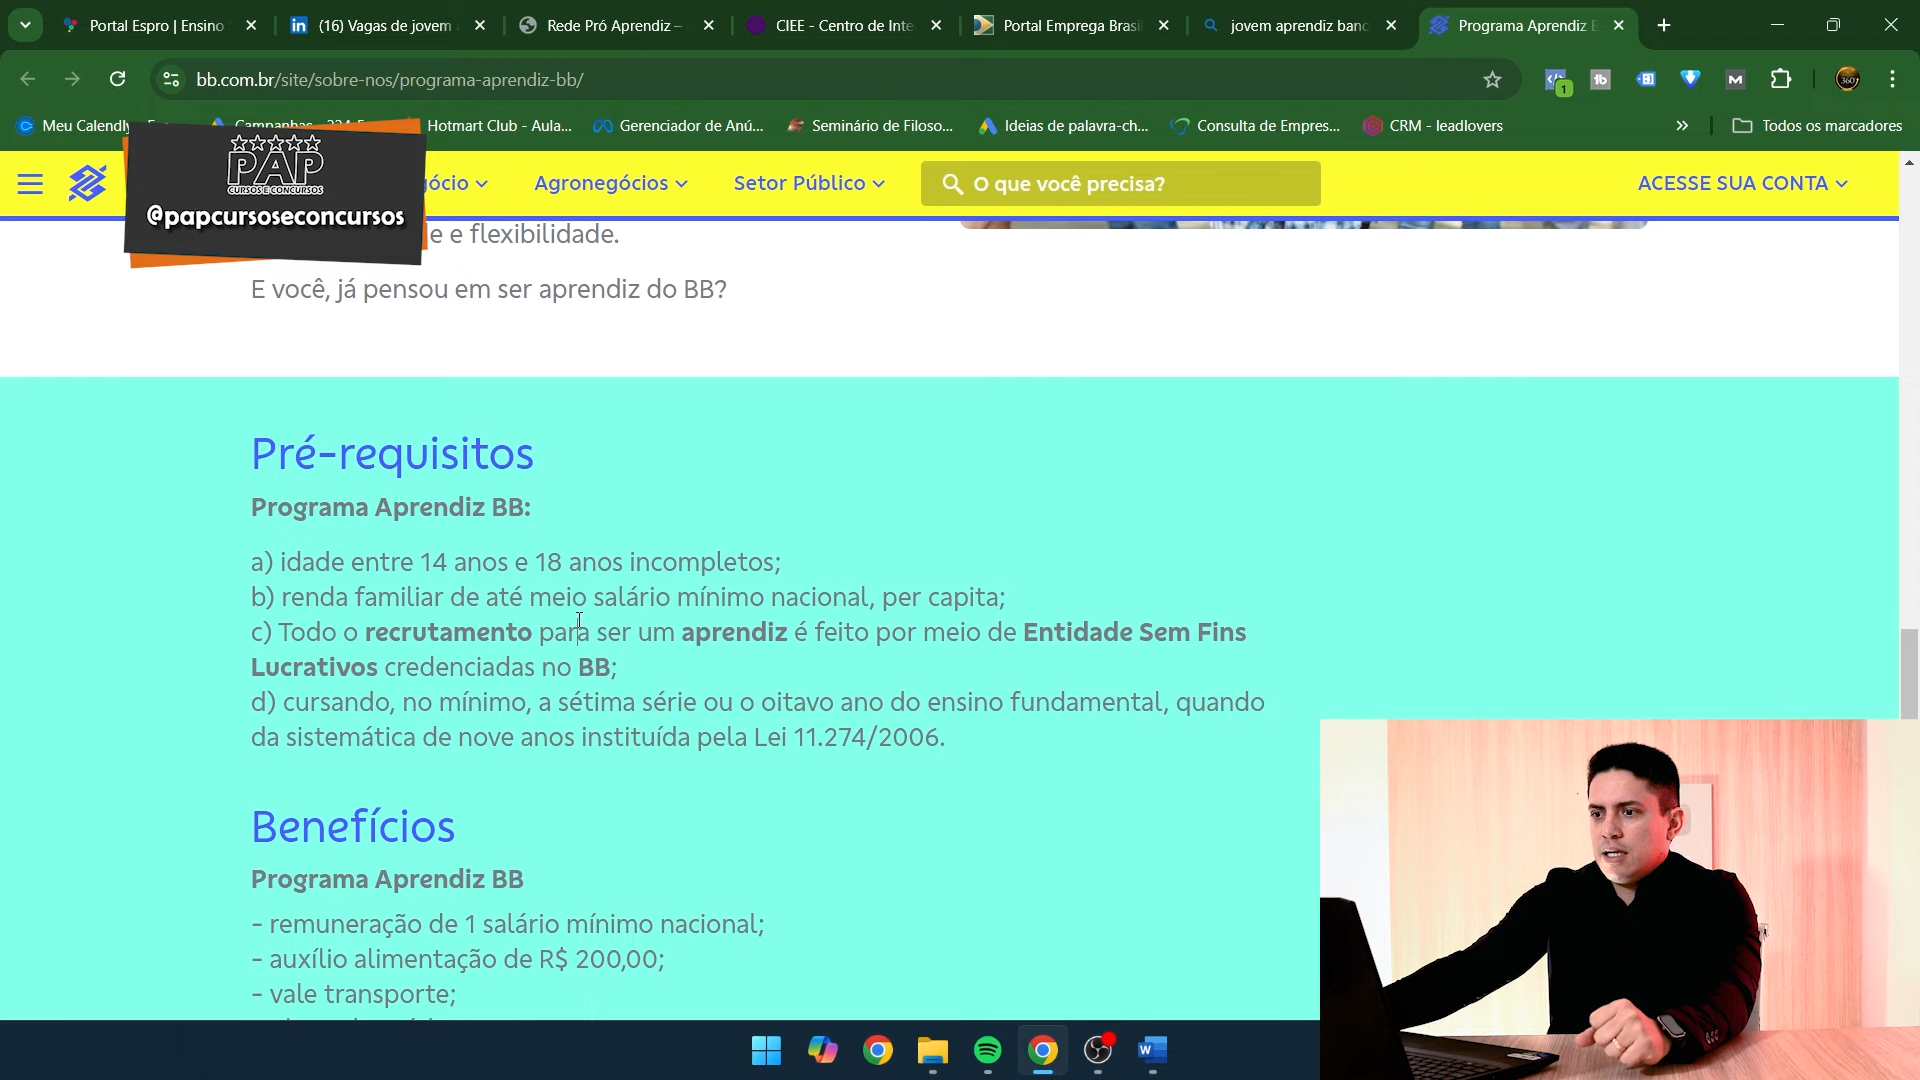 Portal Espro | Ensino
(16) Vagas de jovem
Rede Pró Aprendiz –
CIEE - Centro de Inte
Portal Emprega Brasil
jovem aprendiz banc
Programa Aprendiz B
bb.com.br/site/sobre-nos/programa-aprendiz-bb/
1
M
360
Meu Calendly
Campanhas
Hotmart Club - Aula...
Gerenciador de Anú...
Seminário de Filoso...
Ideias de palavra-ch...
Consulta de Empres...
CRM - leadlovers
Todos os marcadores
PAP
CURSOS E CONCURSOS
@papcursoseconcursos
ócio
Agronegócios
Setor Público
O que você precisa?
ACESSE SUA CONTA
e e flexibilidade.
E você, já pensou em ser aprendiz do BB?
Pré-requisitos
Programa Aprendiz BB:
a) idade entre 14 anos e 18 anos incompletos;
b) renda familiar de até meio salário mínimo nacional, per capita;
c) Todo o recrutamento para ser um aprendiz é feito por meio de Entidade Sem Fins
Lucrativos credenciadas no BB;
d) cursando, no mínimo, a sétima série ou o oitavo ano do ensino fundamental, quando
da sistemática de nove anos instituída pela Lei 11.274/2006.
Benefícios
Programa Aprendiz BB
- remuneração de 1 salário mínimo nacional;
- auxílio alimentação de R$ 200,00;
- vale transporte;